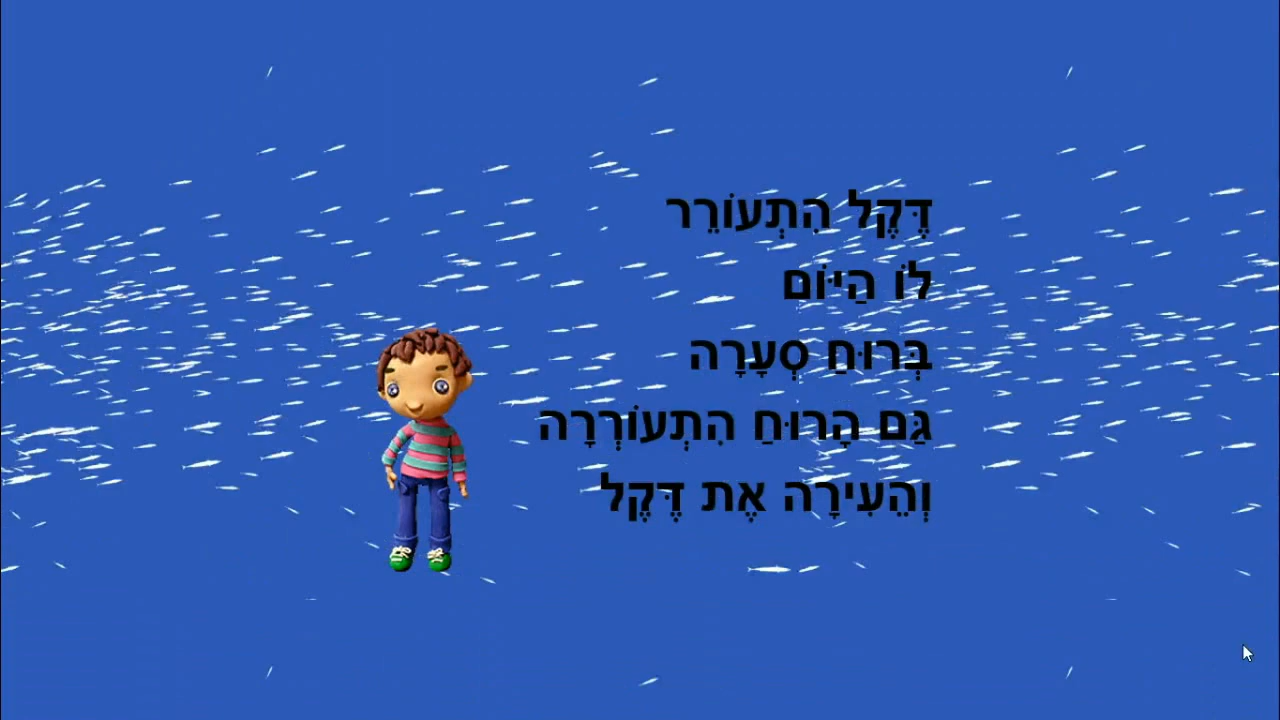 דֶּקֶל הִתְעוֹרֵר
לוֹ הַיּוֹם
בְּרוּחַ סְעָרָה
גַּם הָרוּחַ הִתְעוֹרְרָה
וְהֵעִירָה אֶת דֶּקֶל